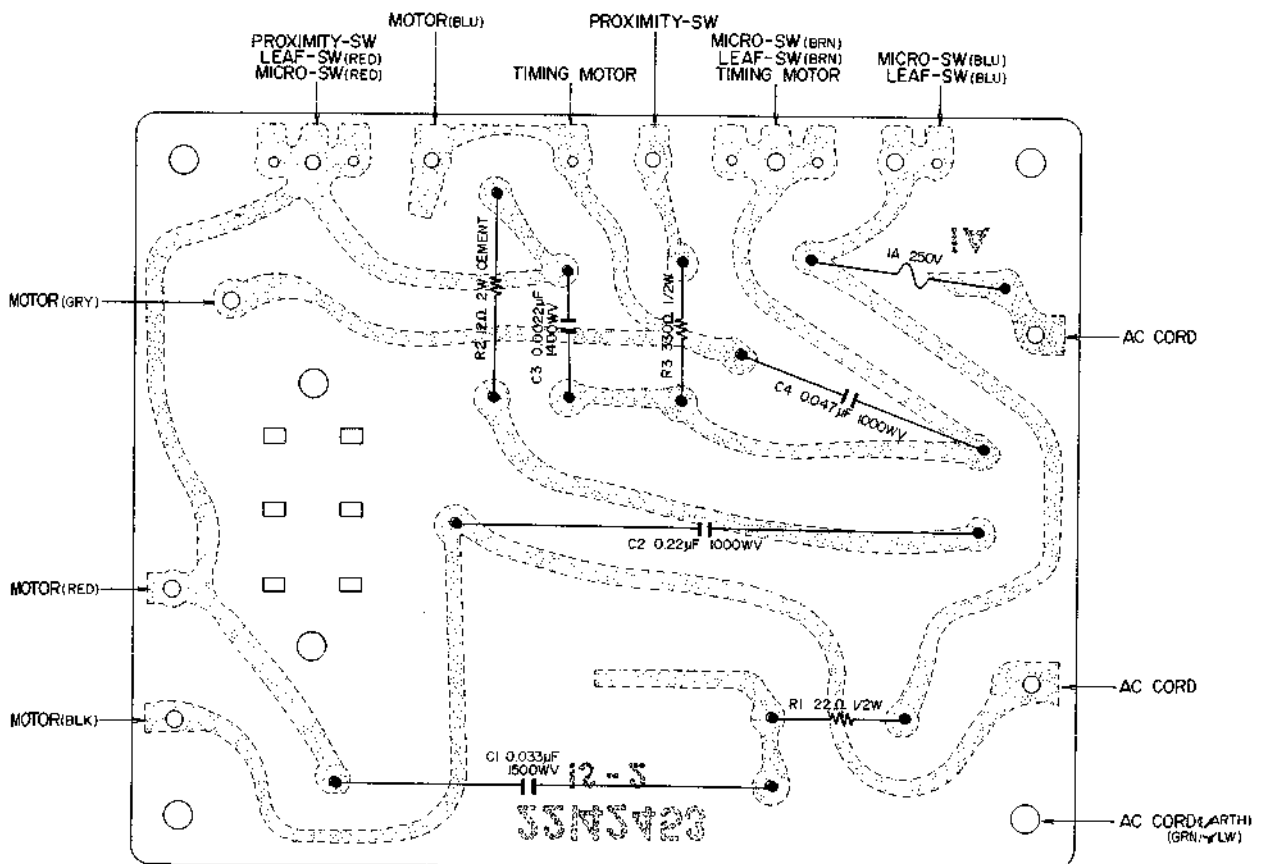 MOTOR(BLU)
PROXIMITY-SW
PROXIMITY-SW
LEAF-SW(RED)
MICRO-SW(RED)
TIMING MOTOR
MICRO-SW(BRN)
LEAF-SW(BRN)
TIMING MOTOR
MICRO-SW(BLU)
LEAF-SW(BLU)
1A
1A 250V
MOTOR(GRY)
R2 12Ω 2W CEMENT
C3 0.0022µF
1400WV
R3 330Ω 1/2W
AC CORD
C4 0.047µF 1000WV
C2 0.22µF 1000WV
MOTOR(RED)
AC CORD
MOTOR(BLK)
R1 22Ω 1/2W
C1 0.033µF
1500WV
22142453
AC CORD
(GRN/YLW)